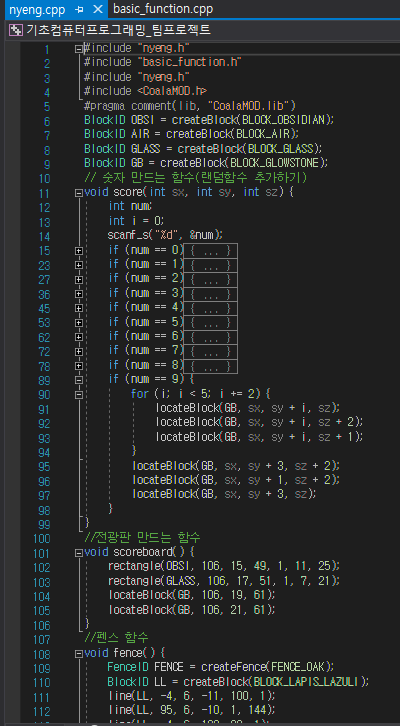 nyeng.cpp basic_function.cpp
기초컴퓨터프로그래밍_팀프로젝트
1 #include "nyeng.h"
2 #include "basic_function.h"
3 #include "nyeng.h"
4 #include <CoalaMOD.h>
5 #pragma comment(lib, "CoalaMOD.lib")
6 BlockID OBSI = createBlock(BLOCK_OBSIDIAN);
7 BlockID AIR = createBlock(BLOCK_AIR);
8 BlockID GLASS = createBlock(BLOCK_GLASS);
9 BlockID GB = createBlock(BLOCK_GLOWSTONE);
10 // 숫자 만드는 함수(랜덤함수 추가하기)
11 void score(int sx, int sy, int sz) {
12 int num;
13 int i = 0;
14 scanf_s("%d", &num);
15 if (num == 0) { ... }
23 if (num == 1) { ... }
27 if (num == 2) { ... }
36 if (num == 3) { ... }
45 if (num == 4) { ... }
53 if (num == 5) { ... }
62 if (num == 6) { ... }
72 if (num == 7) { ... }
78 if (num == 8) { ... }
89 if (num == 9) {
90 for (i; i < 5; i += 2) {
91 locateBlock(GB, sx, sy + i, sz);
92 locateBlock(GB, sx, sy + i, sz + 2);
93 locateBlock(GB, sx, sy + i, sz + 1);
94 }
95 locateBlock(GB, sx, sy + 3, sz + 2);
96 locateBlock(GB, sx, sy + 1, sz + 2);
97 locateBlock(GB, sx, sy + 3, sz);
98 }
99 }
100 //전광판 만드는 함수
101 void scoreboard() {
102 rectangle(OBSI, 106, 15, 49, 1, 11, 25);
103 rectangle(GLASS, 106, 17, 51, 1, 7, 21);
104 locateBlock(GB, 106, 19, 61);
105 locateBlock(GB, 106, 21, 61);
106 }
107 //펜스 함수
108 void fence() {
109 FenceID FENCE = createFence(FENCE_OAK);
110 BlockID LL = createBlock(BLOCK_LAPIS_LAZULI);
111 line(LL, -4, 6, -11, 100, 1);
112 line(LL, 95, 6, -10, 1, 144);